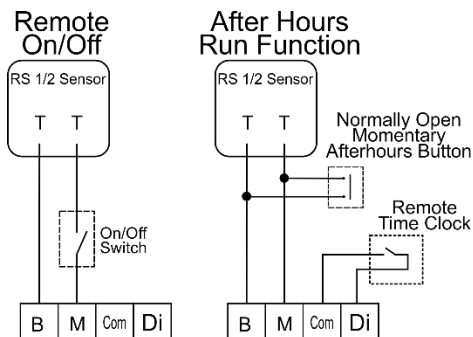 Remote
On/Off
RS 1/2 Sensor
T T
On/Off
Switch
B M Com Di
After Hours
Run Function
RS 1/2 Sensor
T T
Normally Open
Momentary
Afterhours Button
Remote
Time Clock
B M Com Di